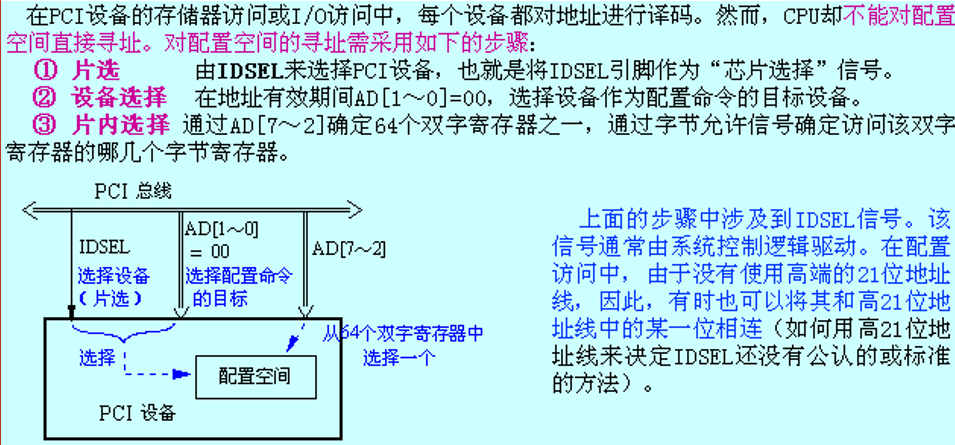 在PCI设备的存储器访问或I/O访问中，每个设备都对地址进行译码。然而，CPU却不能对配置
空间直接寻址。对配置空间的寻址需采用如下的步骤：
① 片选 由IDSEL来选择PCI设备，也就是将IDSEL引脚作为“芯片选择”信号。
② 设备选择 在地址有效期间AD[1～0]=00，选择设备作为配置命令的目标设备。
③ 片内选择 通过AD[7～2]确定64个双字寄存器之一，通过字节允许信号确定访问该双字
寄存器的哪几个字节寄存器。
PCI 总线
IDSEL
选择设备
（片选）
AD[1～0]
= 00
选择配置命令
的目标
AD[7～2]
从64个双字寄存器中
选择一个
选择
配置空间
PCI 设备
上面的步骤中涉及到IDSEL信号。该
信号通常由系统控制逻辑驱动。在配置
访问中，由于没有使用高端的21位地址
线，因此，有时也可以将其和高21位地
址线中的某一位相连（如何用高21位地
址线来决定IDSEL还没有公认的或标准
的方法）。